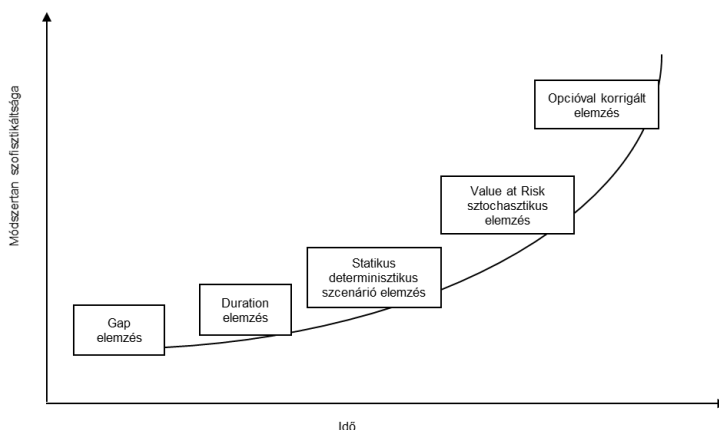 Módszertan szofisztikáltsága
Opcióval korrigált
elemzés
Value at Risk
sztochasztikus
elemzés
Statikus
determinisztikus
szcenárió elemzés
Duration
elemzés
Gap
elemzés
Idő